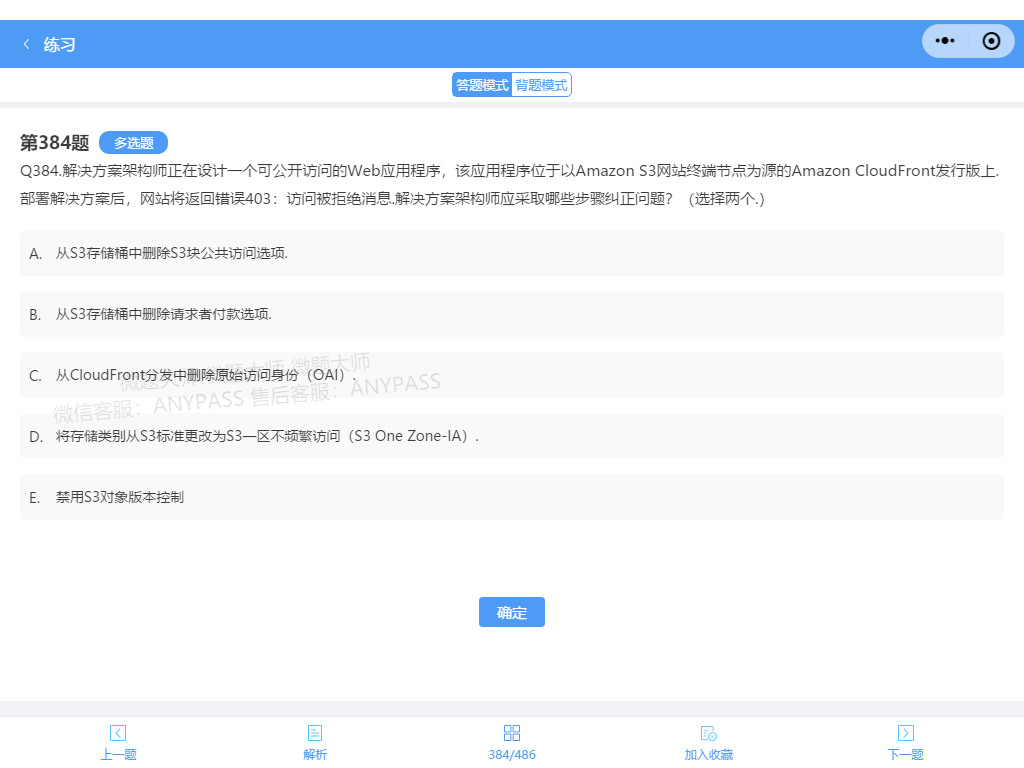 练习
答题模式 背题模式
第384题 多选题
Q384.解决方案架构师正在设计一个可公开访问的Web应用程序，该应用程序位于以Amazon S3网站终端节点为源的Amazon CloudFront发行版上.
部署解决方案后，网站将返回错误403：访问被拒绝消息.解决方案架构师应采取哪些步骤纠正问题？（选择两个.)
A. 从S3存储桶中删除S3块公共访问选项.
B. 从S3存储桶中删除请求者付款选项.
微题大师 微题大师 微题大师
C. 从CloudFront分发中删除原始访问身份（OAI）.
微信客服：ANYPASS 售后客服：ANYPASS
D. 将存储类别从S3标准更改为S3一区不频繁访问（S3 One Zone-IA）.
E. 禁用S3对象版本控制
确定
上一题 解析 384/486 加入收藏 下一题